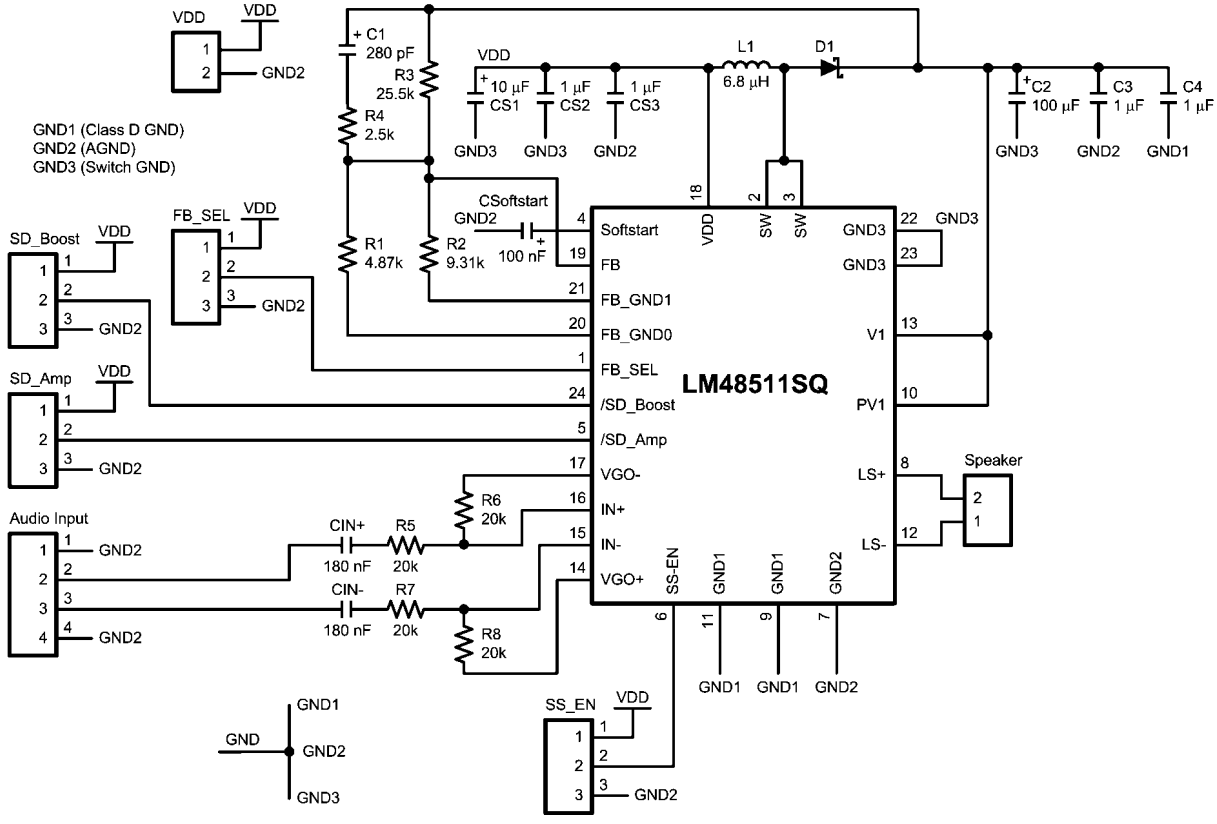 VDD
VDD
1
2
GND2
+ C1
280 pF
R3
25.5k
R4
2.5k
VDD
+ 10 µF
CS1
1 µF
CS2
1 µF
CS3
GND3
GND3
GND2
L1
6.8 µH
D1
+ C2
100 µF
C3
1 µF
C4
1 µF
GND3
GND2
GND1
GND1 (Class D GND)
GND2 (AGND)
GND3 (Switch GND)
FB_SEL
VDD
1
1
2
2
3
3
GND2
SD_Boost
VDD
1
1
2
2
3
3
GND2
SD_Amp
VDD
1
1
2
2
3
3
GND2
R1
4.87k
R2
9.31k
CSoftstart
GND2
+
100 nF
18
VDD
2
SW
3
SW
4
Softstart
19
FB
21
FB_GND1
20
FB_GND0
1
FB_SEL
24
/SD_Boost
5
/SD_Amp
17
VGO-
16
IN+
15
IN-
14
VGO+
LM48511SQ
GND3
22
GND3
GND3
23
V1
13
PV1
10
LS+
8
LS-
12
Speaker
2
1
SS-EN
GND1
GND1
GND2
6
11
9
7
GND1
GND1
GND2
Audio Input
1
1
GND2
2
2
3
3
4
4
GND2
CIN+
180 nF
R5
20k
R6
20k
CIN-
180 nF
R7
20k
R8
20k
GND1
GND
GND2
GND3
SS_EN
VDD
1
1
2
2
3
3
GND2